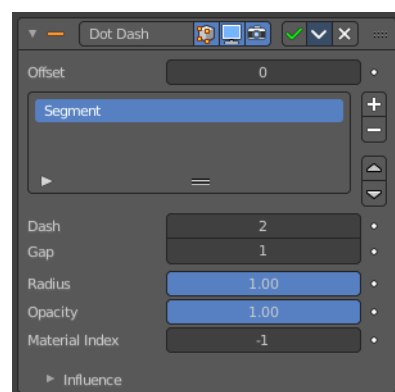 Dot Dash
Offset 0
Segment
Dash 2
Gap 1
Radius 1.00
Opacity 1.00
Material Index -1
Influence